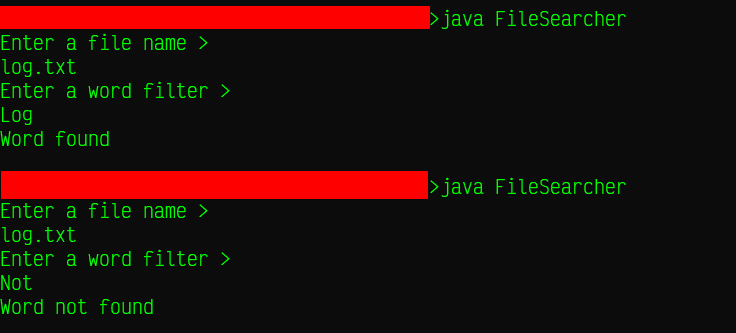 >java FileSearcher
Enter a file name >
log.txt
Enter a word filter >
Log
Word found
>java FileSearcher
Enter a file name >
log.txt
Enter a word filter >
Not
Word not found